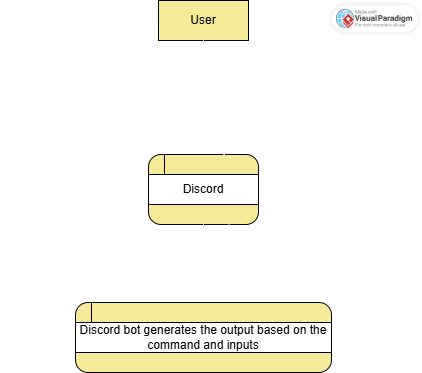 User
Made with
Visual Paradigm
For non-commercial use
Discord
Discord bot generates the output based on the
command and inputs